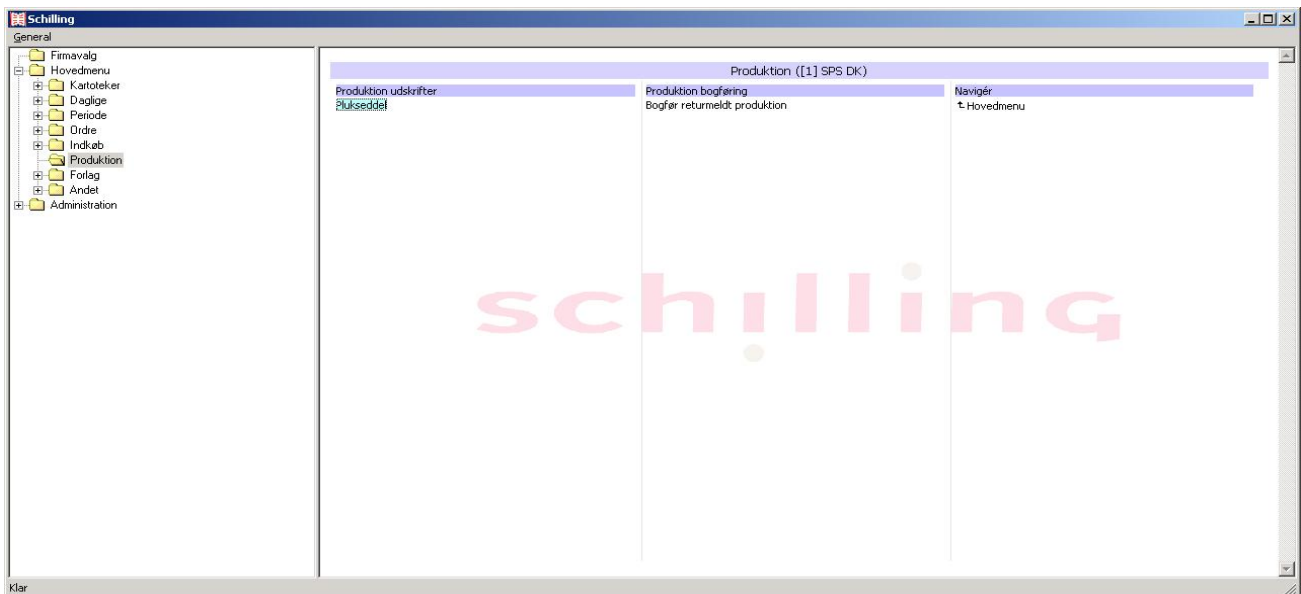 Schilling
General
Firmavalg
Hovedmenu
Kartoteker
Daglige
Periode
Ordre
Indkøb
Produktion
Forlag
Andet
Administration
Produktion ([1] SPS DK)
Produktion udskrifter
Plukseddel
Produktion bogføring
Bogfør returmeldt produktion
Navigér
Hovedmenu
schilling
Klar